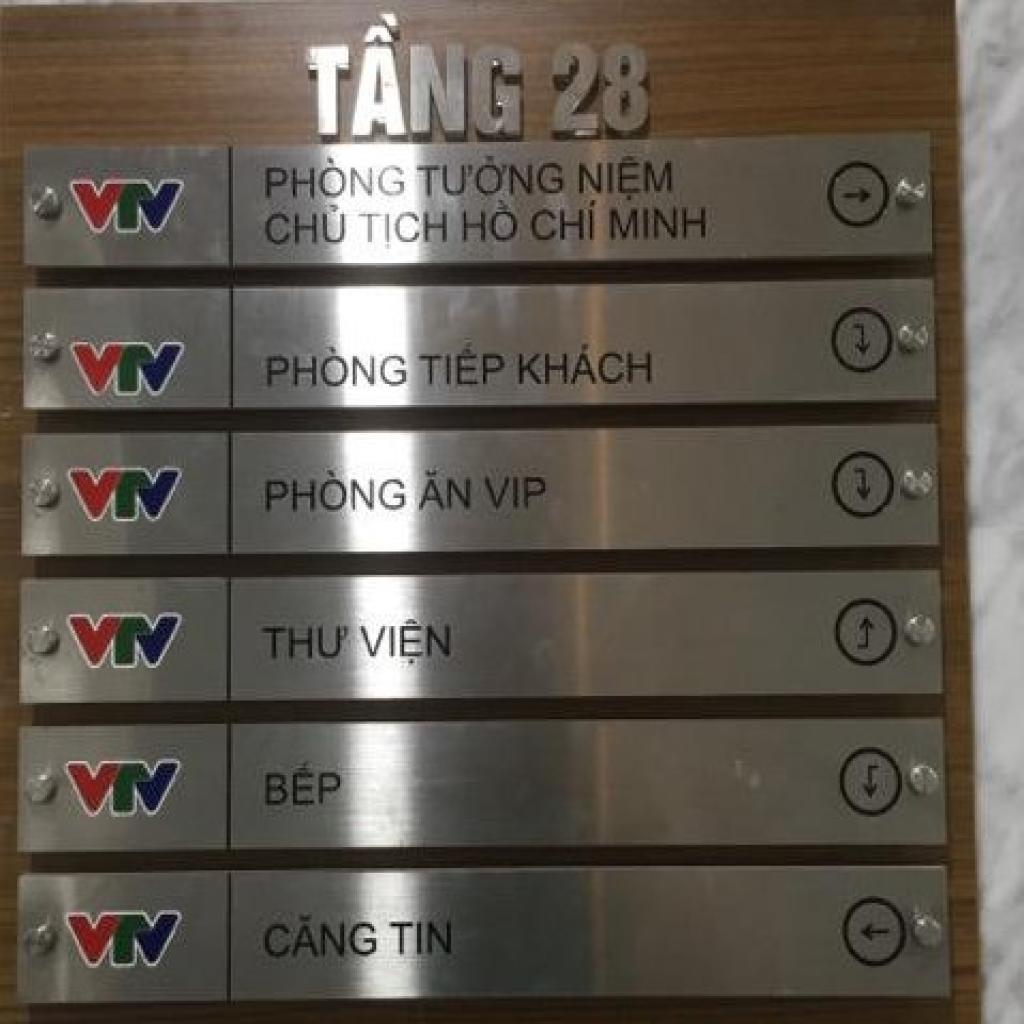 TẦNG 28
VTV PHÒNG TƯỞNG NIỆM
CHỦ TỊCH HỒ CHÍ MINH
VTV PHÒNG TIẾP KHÁCH
VTV PHÒNG ĂN VIP
VTV THƯ VIỆN
VTV BẾP
VTV CĂNG TIN